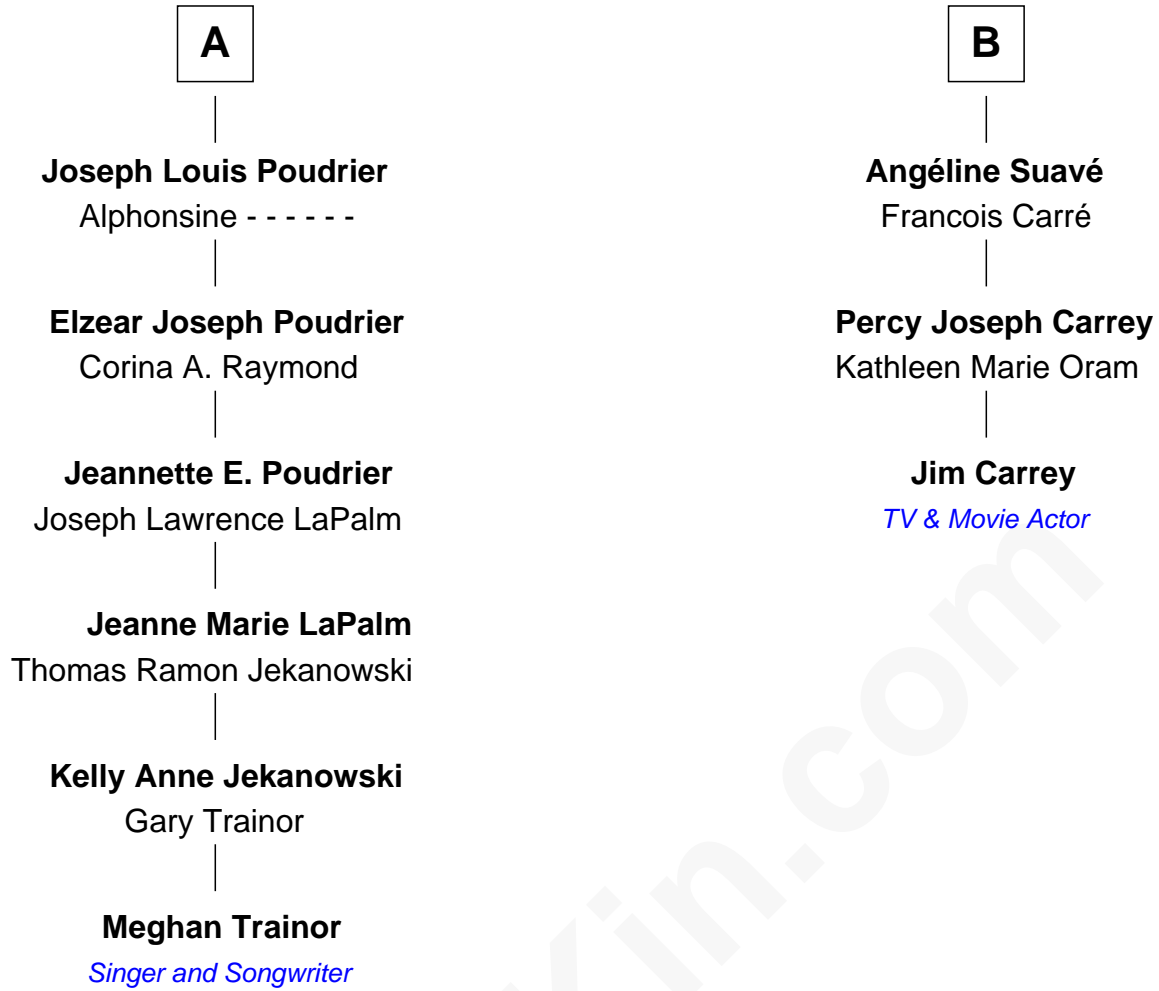 A
Joseph Louis Poudrier
Alphonsine - - - - - -
Elzear Joseph Poudrier
Corina A. Raymond
Jeannette E. Poudrier
Joseph Lawrence LaPalm
Jeanne Marie LaPalm
Thomas Ramon Jekanowski
Kelly Anne Jekanowski
Gary Trainor
Meghan Trainor
Singer and Songwriter
B
Angéline Suavé
Francois Carré
Percy Joseph Carrey
Kathleen Marie Oram
Jim Carrey
TV & Movie Actor
Kin.com